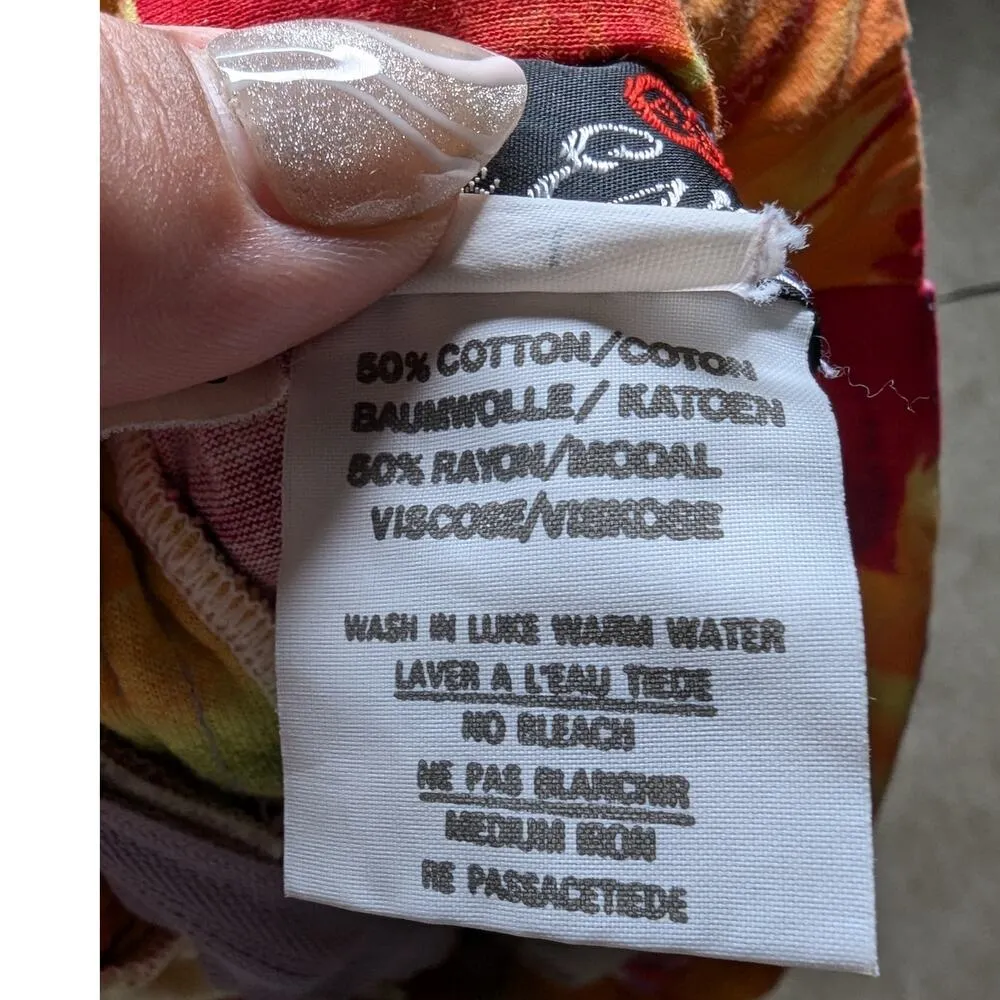 50% COTTON/COTON
BAUMWOLLE/ KATOEN
50% RAYON/MODAL
VISCOSE/VISKOSE
WASH IN LUKE WARM WATER
LAVER A L'EAU TIEDE
NO BLEACH
NE PAS BLANCHIR
MEDIUM IRON
RE PASSACETIEDE